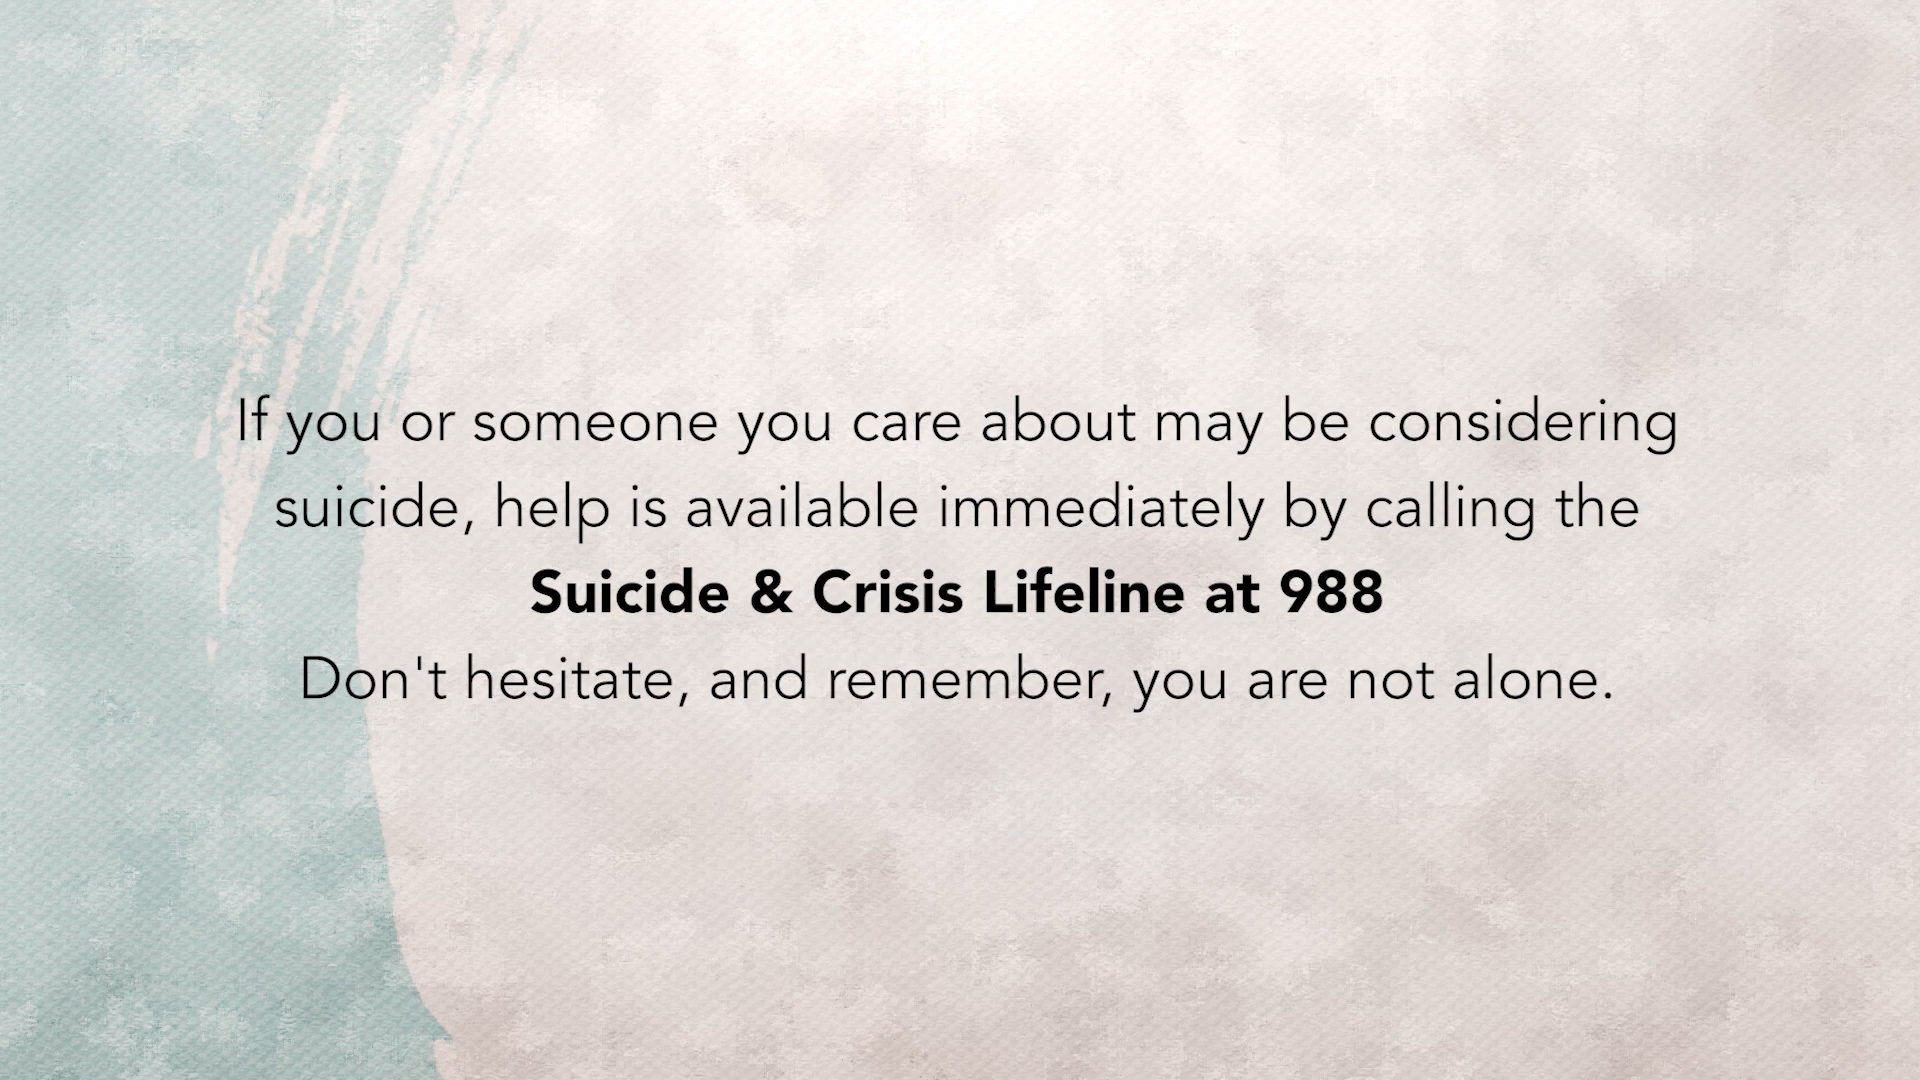 If you or someone you care about may be considering
suicide, help is available immediately by calling the
Suicide & Crisis Lifeline at 988
Don't hesitate, and remember, you are not alone.